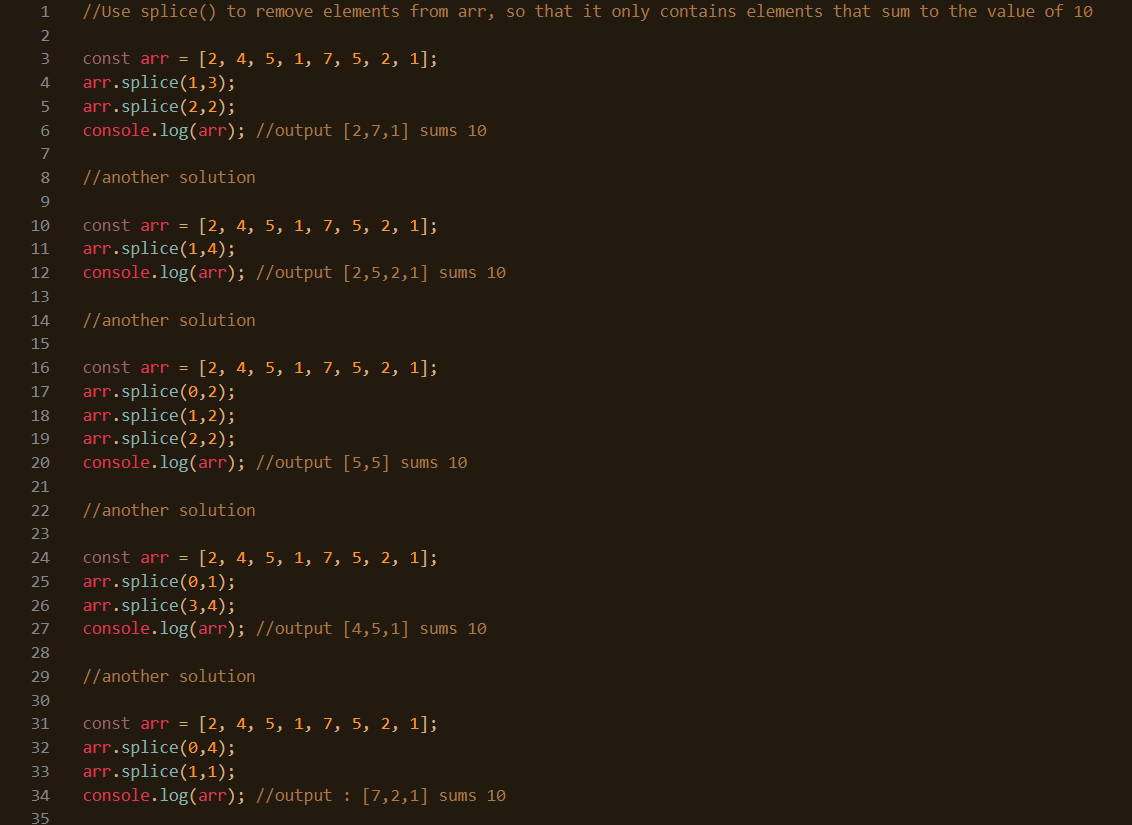 1 //Use splice() to remove elements from arr, so that it only contains elements that sum to the value of 10
2
3 const arr = [2, 4, 5, 1, 7, 5, 2, 1];
4 arr.splice(1,3);
5 arr.splice(2,2);
6 console.log(arr); //output [2,7,1] sums 10
7
8 //another solution
9
10 const arr = [2, 4, 5, 1, 7, 5, 2, 1];
11 arr.splice(1,4);
12 console.log(arr); //output [2,5,2,1] sums 10
13
14 //another solution
15
16 const arr = [2, 4, 5, 1, 7, 5, 2, 1];
17 arr.splice(0,2);
18 arr.splice(1,2);
19 arr.splice(2,2);
20 console.log(arr); //output [5,5] sums 10
21
22 //another solution
23
24 const arr = [2, 4, 5, 1, 7, 5, 2, 1];
25 arr.splice(0,1);
26 arr.splice(3,4);
27 console.log(arr); //output [4,5,1] sums 10
28
29 //another solution
30
31 const arr = [2, 4, 5, 1, 7, 5, 2, 1];
32 arr.splice(0,4);
33 arr.splice(1,1);
34 console.log(arr); //output : [7,2,1] sums 10
35